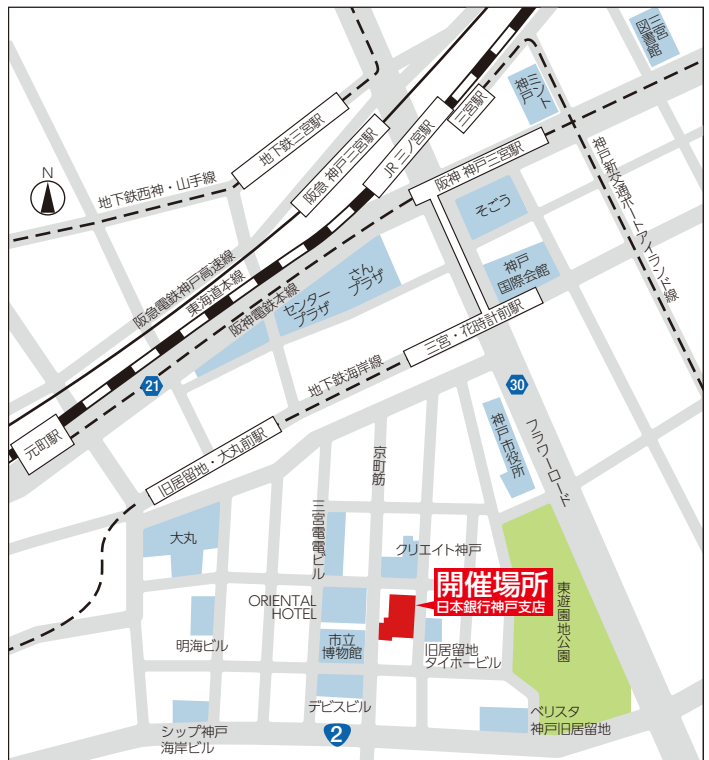 三宮
図書館
ミント
神戸
三宮駅
地下鉄三宮駅
阪急 神戸三宮駅
JR 三ノ宮駅
阪神 神戸三宮駅
神戸新交通ポートアイランド線
N
地下鉄西神・山手線
そごう
阪急電鉄神戸高速線
東海道本線
阪神電鉄本線
さん
プラザ
センター
プラザ
神戸
国際会館
三宮・花時計前駅
地下鉄海岸線
21
30
元町駅
旧居留地・大丸前駅
京町筋
神戸市役所
フラワーロード
大丸
三宮電電ビル
クリエイト神戸
開催場所
日本銀行神戸支店
東遊園地公園
ORIENTAL
HOTEL
明海ビル
市立
博物館
旧居留地
タイホービル
デビスビル
シップ神戸
海岸ビル
2
ベリスタ
神戸旧居留地